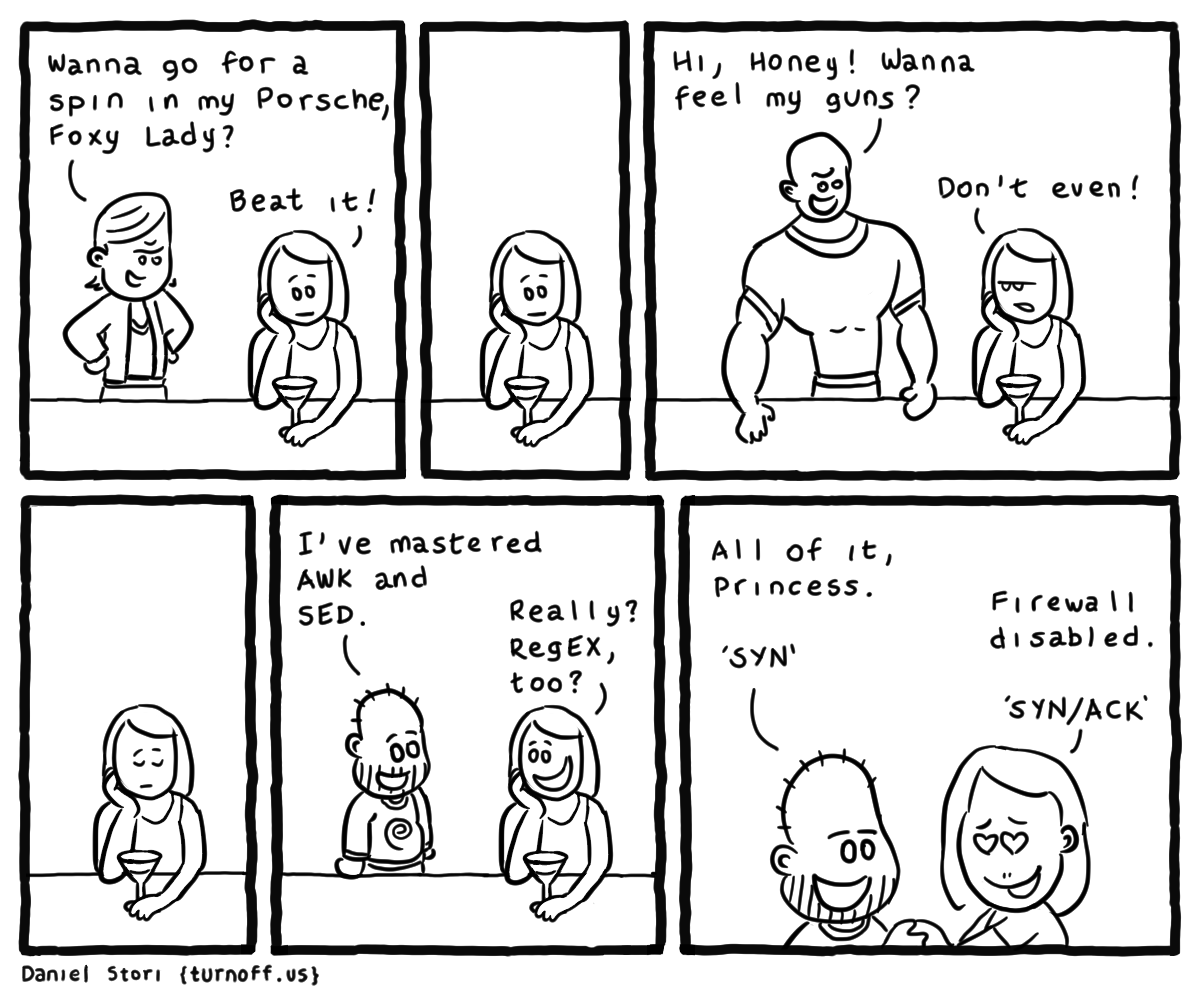 Wanna go for a
spin in my Porsche,
Foxy Lady?
Beat it!
Hi, Honey! Wanna
feel my guns?
Don't even!
I've mastered
AWK and
SED.
Really?
RegEX,
too?
All of it,
Princess.
'SYN'
Firewall
disabled.
'SYN/ACK'
Daniel Stori {turnoff.us}